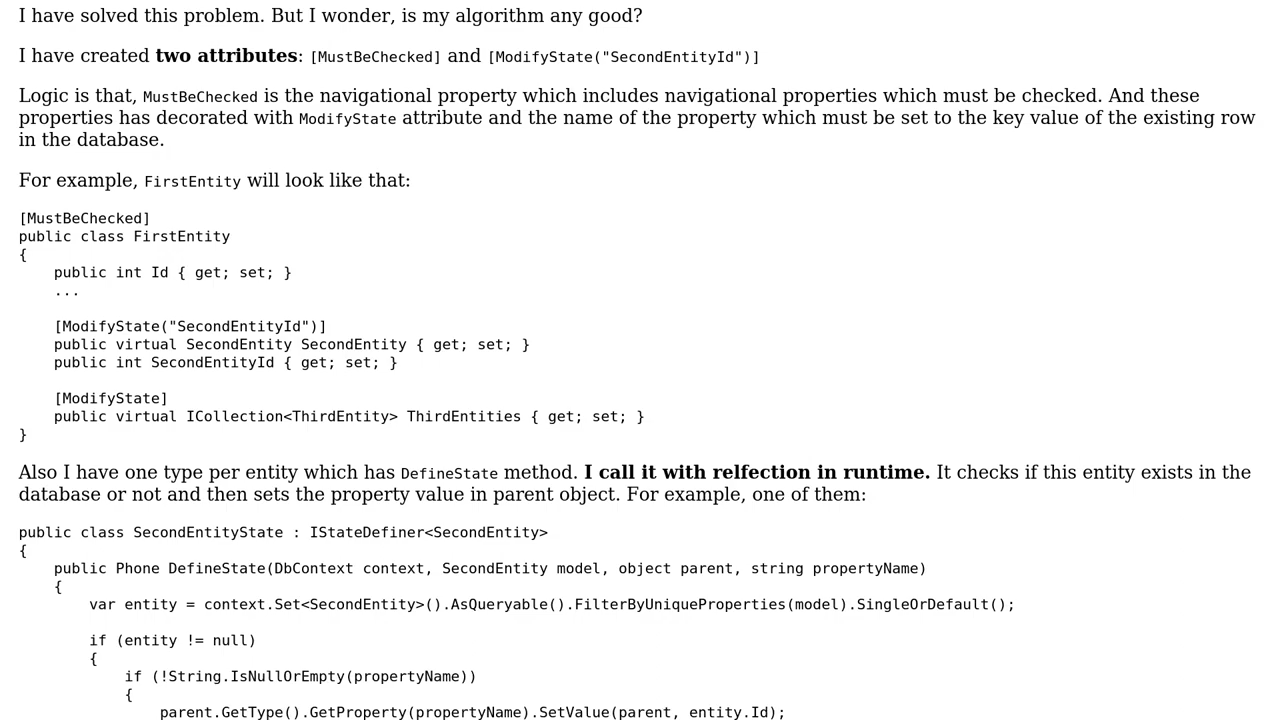 I have solved this problem. But I wonder, is my algorithm any good?
I have created two attributes: [MustBeChecked] and [ModifyState("SecondEntityId")]
Logic is that, MustBeChecked is the navigational property which includes navigational properties which must be checked. And these
properties has decorated with ModifyState attribute and the name of the property which must be set to the key value of the existing row
in the database.
For example, FirstEntity will look like that:
[MustBeChecked]
public class FirstEntity
{
    public int Id { get; set; }
    ...
    [ModifyState("SecondEntityId")]
    public virtual SecondEntity SecondEntity { get; set; }
    public int SecondEntityId { get; set; }
    [ModifyState]
    public virtual ICollection<ThirdEntity> ThirdEntities { get; set; }
}
Also I have one type per entity which has DefineState method. I call it with relfection in runtime. It checks if this entity exists in the
database or not and then sets the property value in parent object. For example, one of them:
public class SecondEntityState : IStateDefiner<SecondEntity>
{
    public Phone DefineState(DbContext context, SecondEntity model, object parent, string propertyName)
    {
        var entity = context.Set<SecondEntity>().AsQueryable().FilterByUniqueProperties(model).SingleOrDefault();
        if (entity != null)
        {
            if (!String.IsNullOrEmpty(propertyName))
            {
                parent.GetType().GetProperty(propertyName).SetValue(parent, entity.Id);